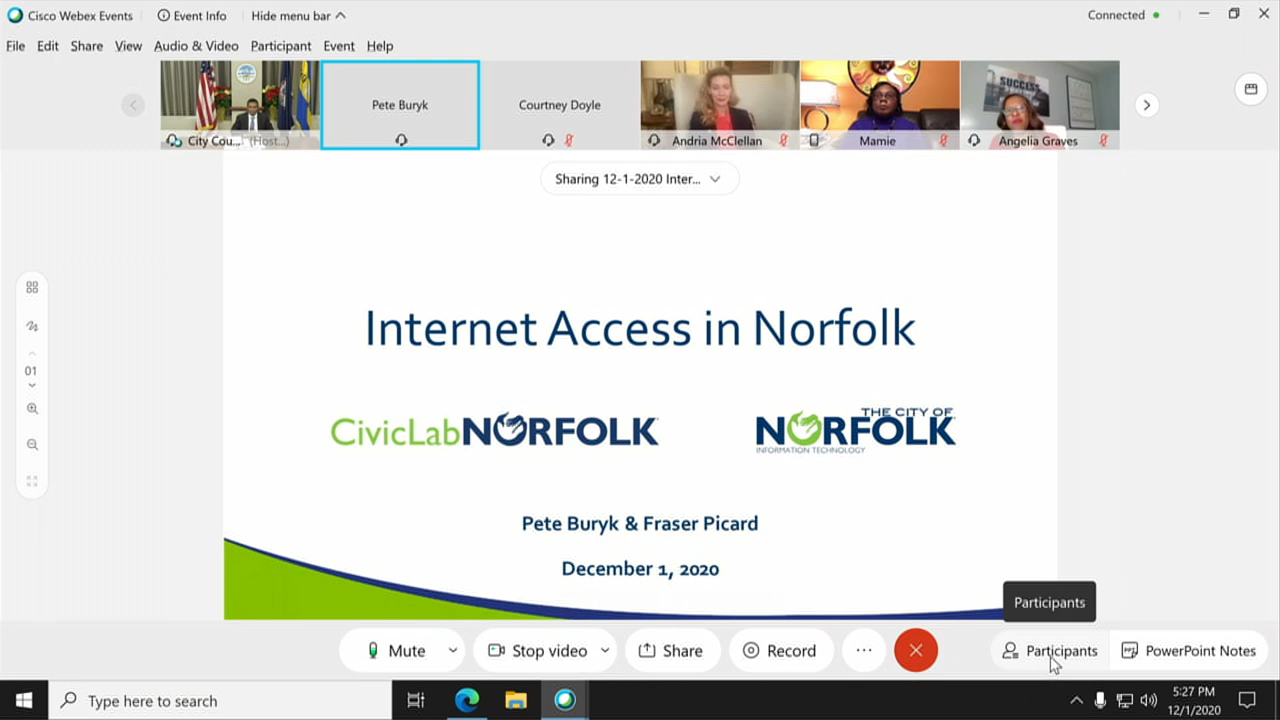 Cisco Webex Events
Event Info
Hide menu bar
Connected
File Edit Share View Audio & Video Participant Event Help
Pete Buryk
Courtney Doyle
City Cou... (Host...)
Andria McClellan
Mamie
SUCCESS
Angelia Graves
Sharing 12-1-2020 Inter...
01
Internet Access in Norfolk
CivicLabNORFOLK
THE CITY OF
NORFOLK
INFORMATION TECHNOLOGY
Pete Buryk & Fraser Picard
December 1, 2020
Participants
Mute
Stop video
Share
Record
Participants
PowerPoint Notes
Type here to search
5:27 PM
12/1/2020